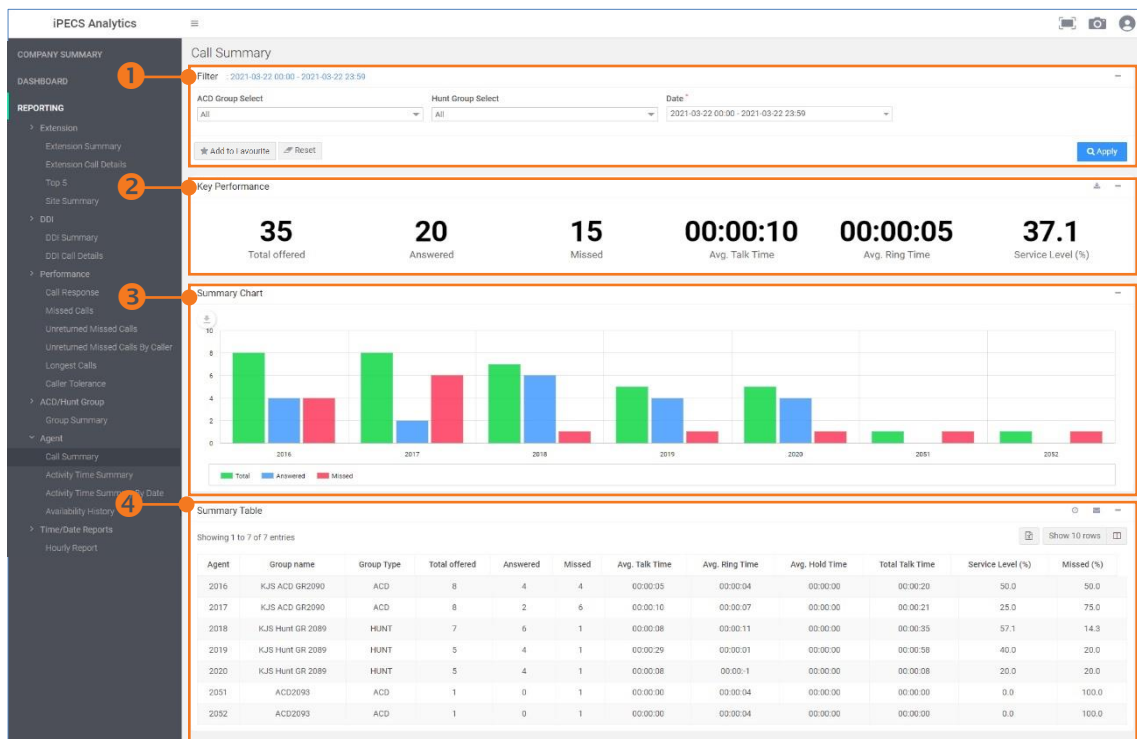 iPECS Analytics
COMPANY SUMMARY
DASHBOARD
REPORTING
Extension
Extension Summary
Extension Call Details
Top 5
Site Summary
DDI
DDI Summary
DDI Call Details
Performance
Call Response
Missed Calls
Unreturned Missed Calls
Unreturned Missed Calls By Caller
Longest Calls
Caller Tolerance
ACD/Hunt Group
Group Summary
Agent
Call Summary
Activity Time Summary
Activity Time Summary By Date
Availability History
Time/Date Reports
Hourly Report
Call Summary
1
Filter : 2021-03-22 00:00 - 2021-03-22 23:59
ACD Group Select Hunt Group Select Date *
All All 2021-03-22 00:00 - 2021-03-22 23:59
Add to Favourite Reset Apply
2
Key Performance
35 20 15 00:00:10 00:00:05 37.1
Total offered Answered Missed Avg. Talk Time Avg. Ring Time Service Level (%)
3
Summary Chart
10
8
6
4
2
0
2016 2017 2018 2019 2020 2051 2052
Total Answered Missed
4
Summary Table
Showing 1 to 7 of 7 entries Show 10 rows
Agent Group name Group Type Total offered Answered Missed Avg. Talk Time Avg. Ring Time Avg. Hold Time Total Talk Time Service Level (%) Missed (%)
2016 KJS ACD GR2090 ACD 8 4 4 00:00:05 00:00:04 00:00:00 00:00:20 50.0 50.0
2017 KJS ACD GR2090 ACD 8 2 6 00:00:10 00:00:07 00:00:00 00:00:21 25.0 75.0
2018 KJS Hunt GR 2089 HUNT 7 6 1 00:00:08 00:00:11 00:00:00 00:00:35 57.1 14.3
2019 KJS Hunt GR 2089 HUNT 5 4 1 00:00:29 00:00:01 00:00:00 00:00:58 40.0 20.0
2020 KJS Hunt GR 2089 HUNT 5 4 1 00:00:08 00:00:-1 00:00:00 00:00:08 20.0 20.0
2051 ACD2093 ACD 1 0 1 00:00:00 00:00:04 00:00:00 00:00:00 0.0 100.0
2052 ACD2093 ACD 1 0 1 00:00:00 00:00:04 00:00:00 00:00:00 0.0 100.0